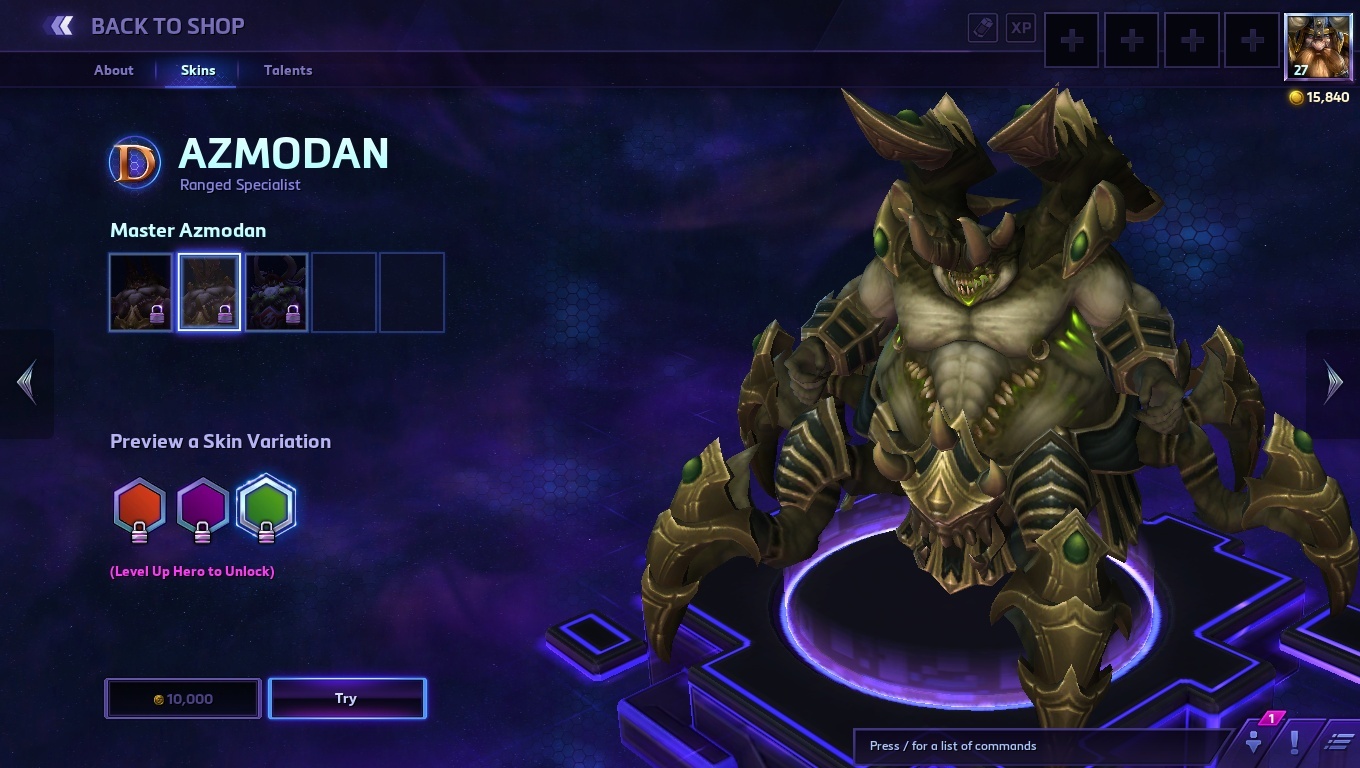 BACK TO SHOP
XP
27
15,840
About
Skins
Talents
D
AZMODAN
Ranged Specialist
Master Azmodan
Preview a Skin Variation
(Level Up Hero to Unlock)
10,000
Try
1
Press / for a list of commands